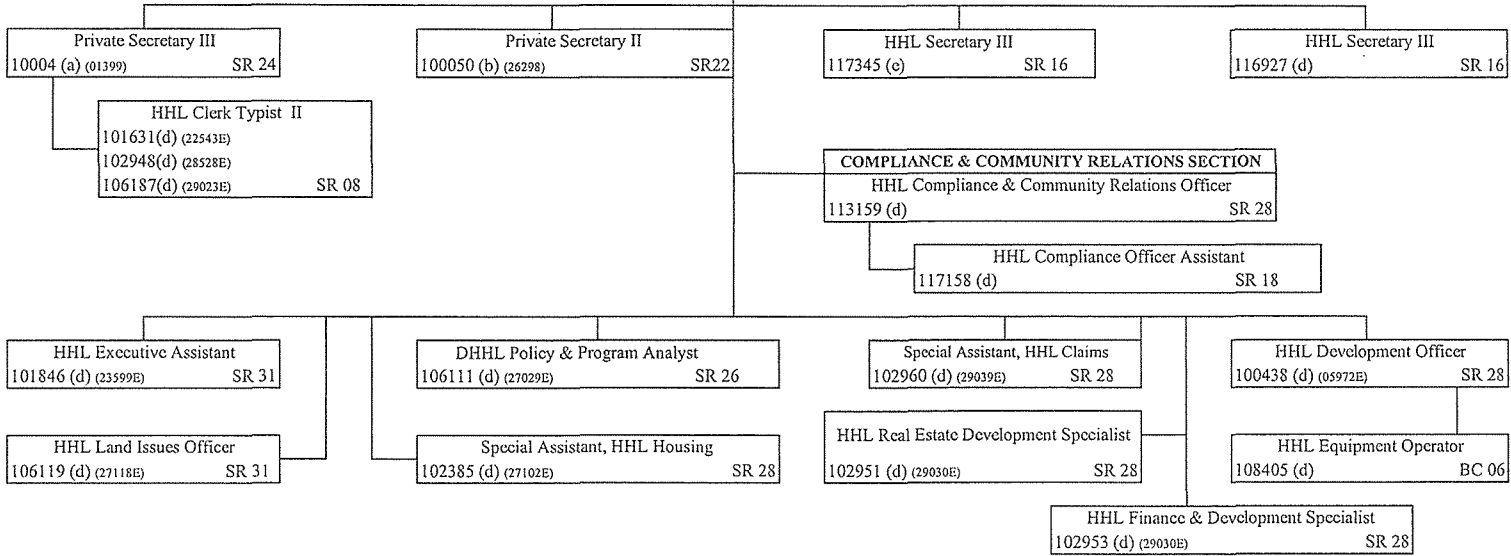 Private Secretary III
10004 (a) (01399) SR 24
Private Secretary II
100050 (b) (26298) SR22
HHL Secretary III
117345 (e) SR 16
HHL Secretary III
116927 (d) SR 16
HHL Clerk Typist II
101631(d) (22543E)
102948(d) (28528E)
106187(d) (29023E) SR 08
COMPLIANCE & COMMUNITY RELATIONS SECTION
HHL Compliance & Community Relations Officer
113159 (d) SR 28
HHL Compliance Officer Assistant
117158 (d) SR 18
HHL Executive Assistant
101846 (d) (23599E) SR 31
DHHL Policy & Program Analyst
106111 (d) (27029E) SR 26
Special Assistant, HHL Claims
102960 (d) (29039E) SR 28
HHL Development Officer
100438 (d) (05972E) SR 28
HHL Land Issues Officer
106119 (d) (27118E) SR 31
Special Assistant, HHL Housing
102385 (d) (27102E) SR 28
HHL Real Estate Development Specialist
102951 (d) (29030E) SR 28
HHL Equipment Operator
108405 (d) BC 06
HHL Finance & Development Specialist
102953 (d) (29030E) SR 28